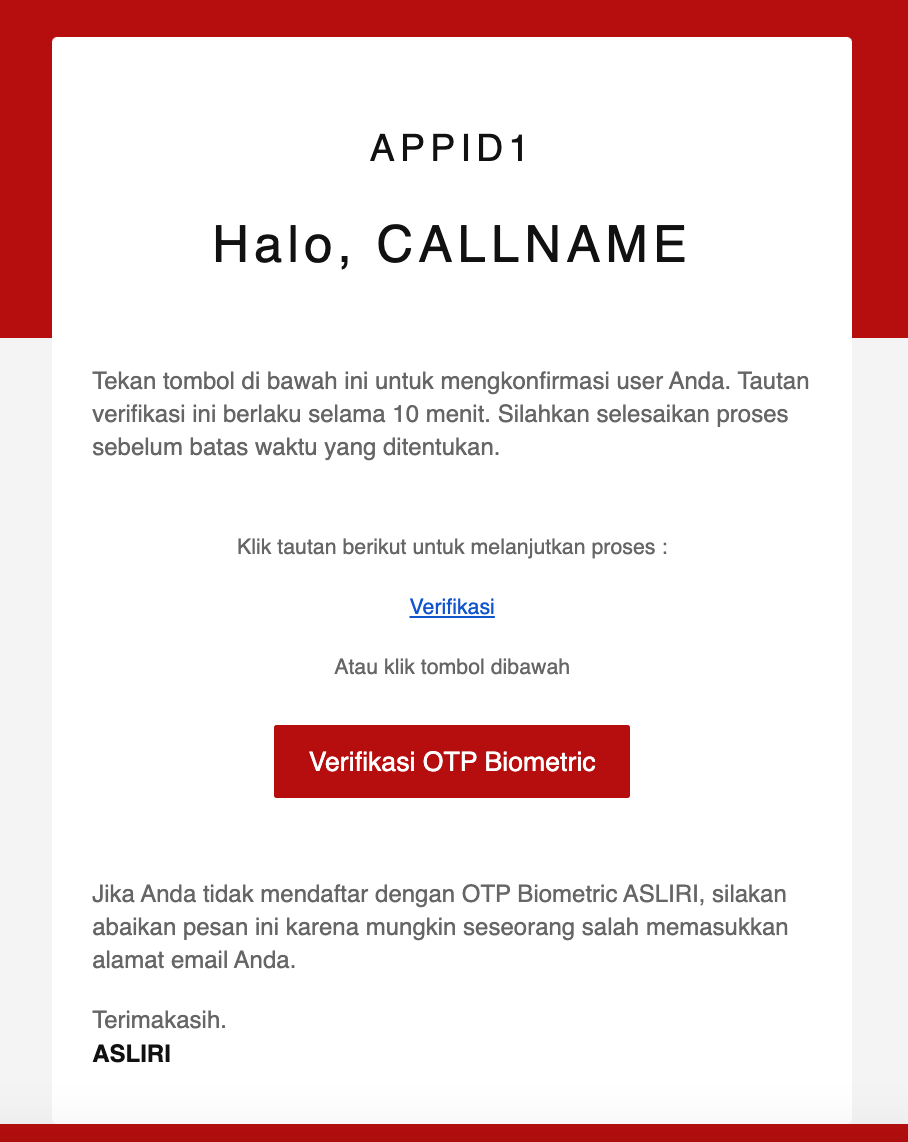 APPID1
Halo, CALLNAME
Tekan tombol di bawah ini untuk mengkonfirmasi user Anda. Tautan
verifikasi ini berlaku selama 10 menit. Silahkan selesaikan proses
sebelum batas waktu yang ditentukan.
Klik tautan berikut untuk melanjutkan proses :
Verifikasi
Atau klik tombol dibawah
Verifikasi OTP Biometric
Jika Anda tidak mendaftar dengan OTP Biometric ASLIRI, silakan
abaikan pesan ini karena mungkin seseorang salah memasukkan
alamat email Anda.
Terimakasih.
ASLIRI